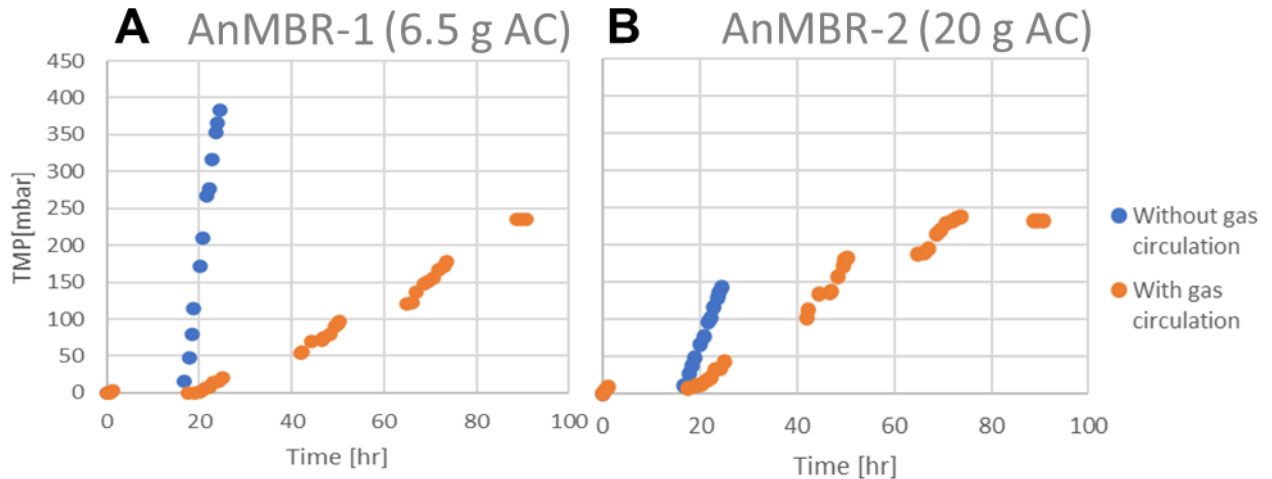 A AnMBR-1 (6.5 g AC)
450
400
350
300
250
200
150
100
50
0
TMP[mbar]
0 20 40 60 80 100
Time [hr]
B AnMBR-2 (20 g AC)
0 20 40 60 80 100
Time [hr]
Without gas
circulation
With gas
circulation